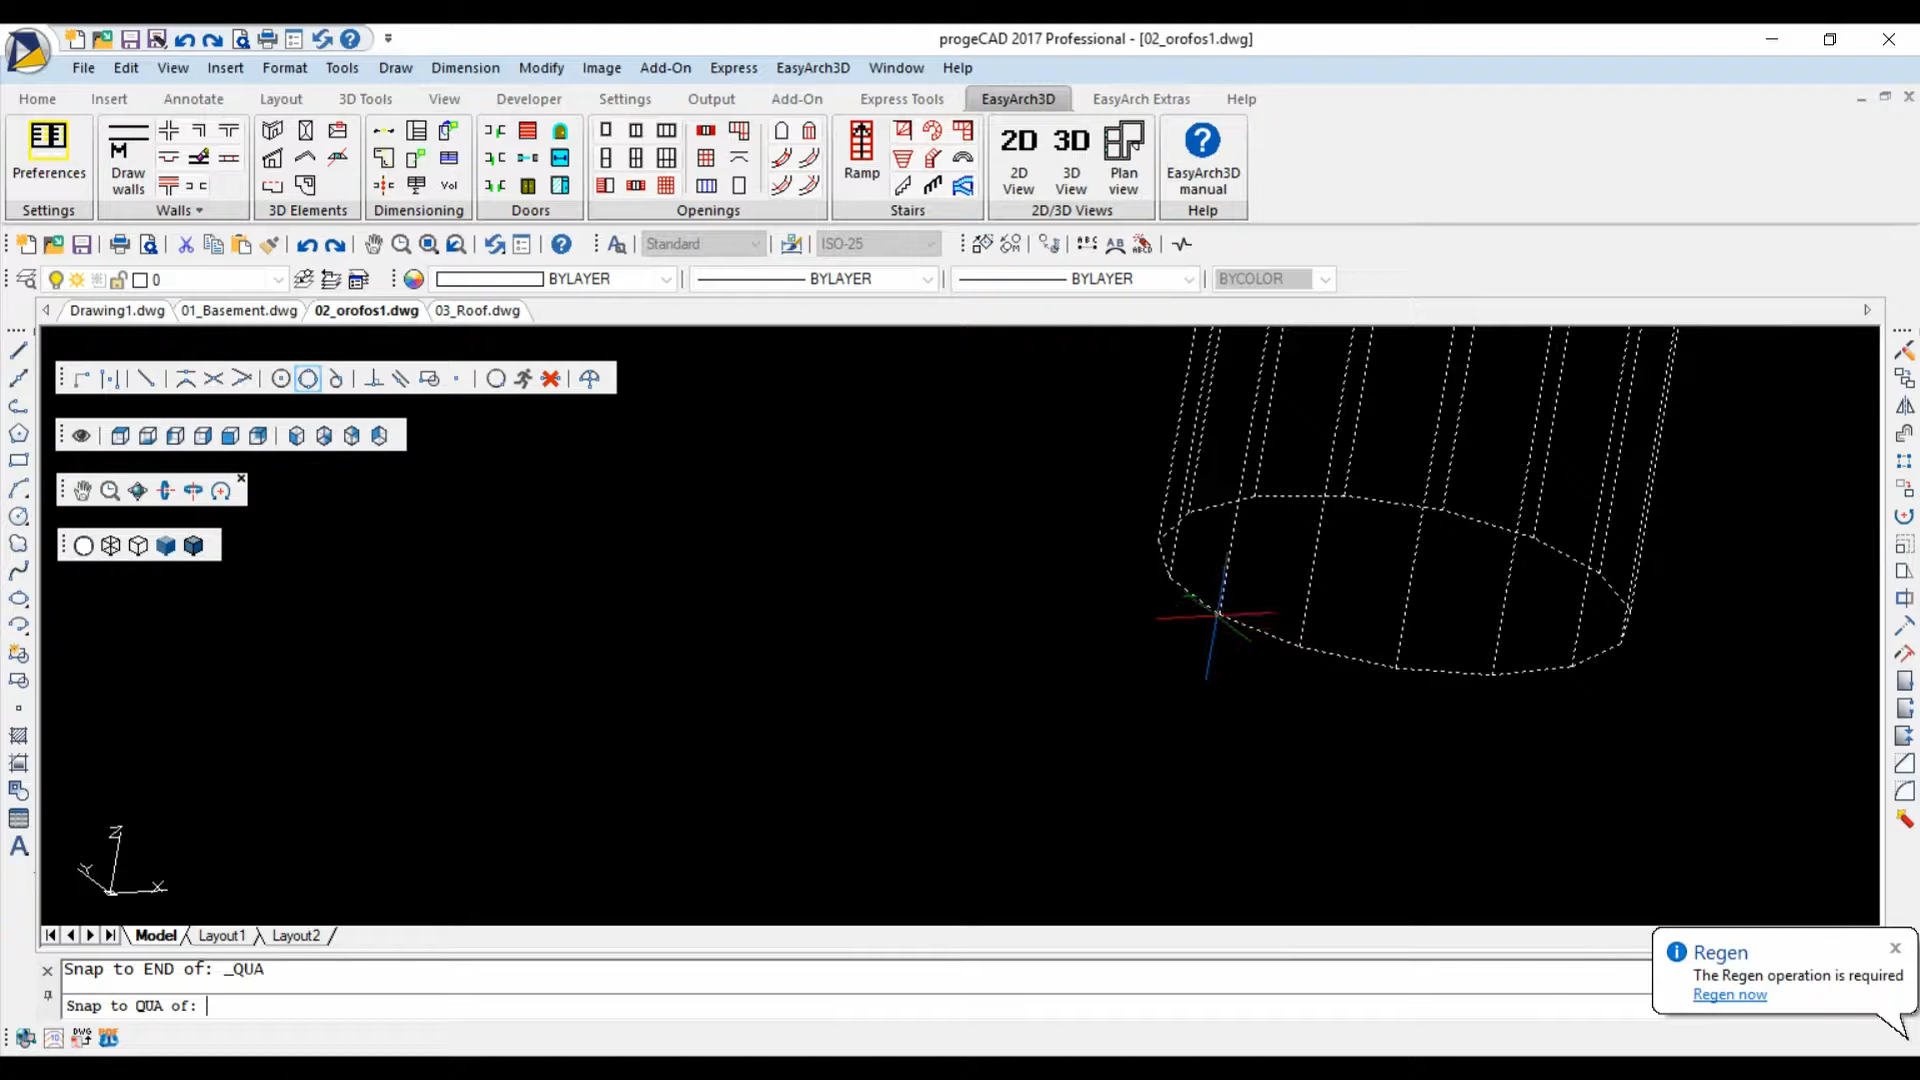 progeCAD 2017 Professional - [02_orofos1.dwg]
File Edit View Insert Format Tools Draw Dimension Modify Image Add-On Express EasyArch3D Window Help
Home Insert Annotate Layout 3D Tools View Developer Settings Output Add-On Express Tools EasyArch3D EasyArch Extras Help
Preferences
M
Draw
walls
Vol
Ramp
2D
2D
View
3D
3D
View
Plan
view
EasyArch3D
manual
Settings Walls 3D Elements Dimensioning Doors Openings Stairs 2D/3D Views Help
Standard ISO-25
0 BYLAYER BYLAYER BYLAYER BYCOLOR
Drawing1.dwg 01_Basement.dwg 02_orofos1.dwg 03_Roof.dwg
Z
Y
X
A
Model Layout1 Layout2
Snap to END of: _QUA
Snap to QUA of:
Regen
The Regen operation is required
Regen now
DWG
PDF